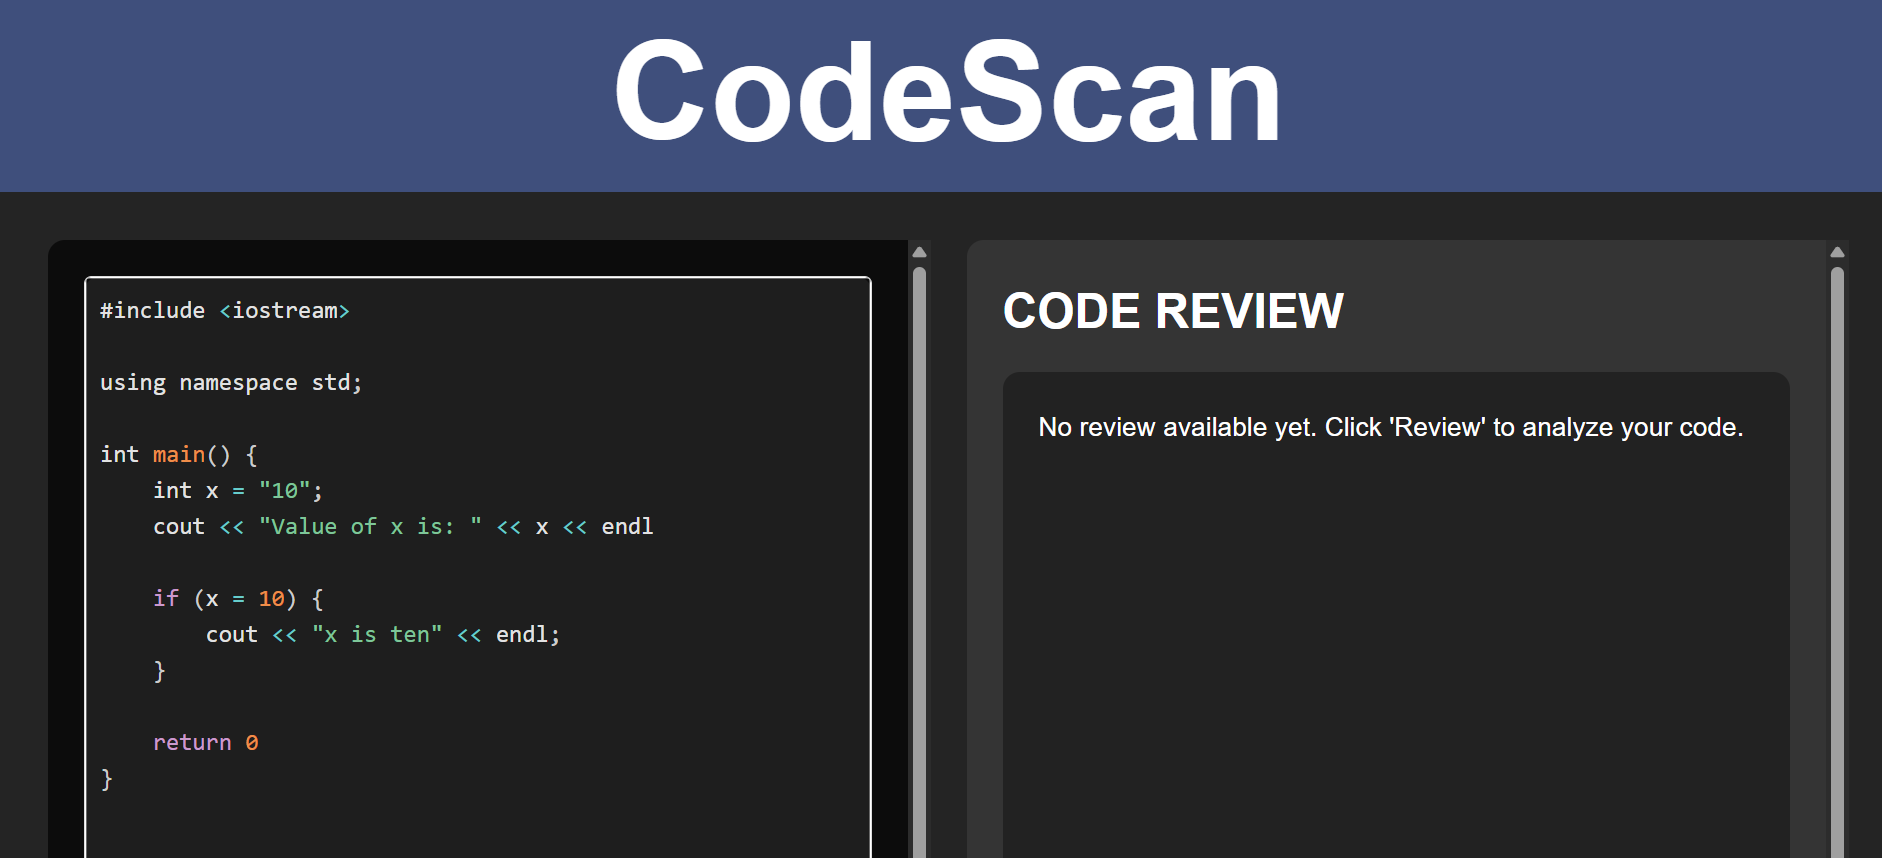 CodeScan
#include <iostream>
using namespace std;
int main() {
    int x = "10";
    cout << "Value of x is: " << x << endl
    if (x = 10) {
        cout << "x is ten" << endl;
    }
    return 0
}
CODE REVIEW
No review available yet. Click 'Review' to analyze your code.